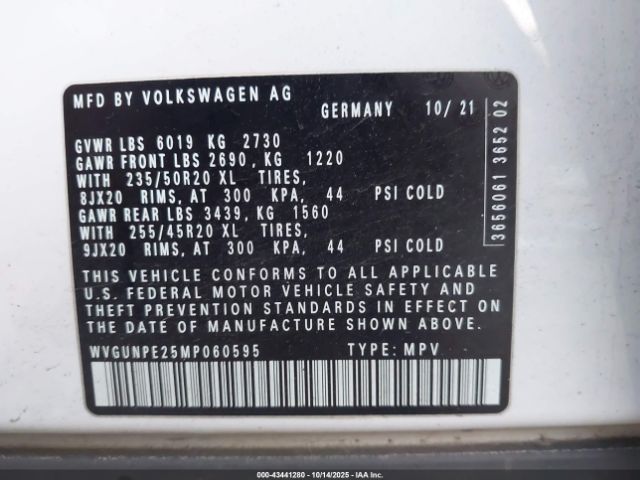 MFD BY VOLKSWAGEN AG
GERMANY 10/ 21
GVWR LBS 6019 KG 2730
GAWR FRONT LBS 2690, KG 1220
WITH 235/50R20 XL TIRES,
8JX20 RIMS, AT 300 KPA, 44 PSI COLD
GAWR REAR LBS 3439, KG 1560
WITH 255/45R20 XL TIRES,
9JX20 RIMS, AT 300 KPA, 44 PSI COLD
THIS VEHICLE CONFORMS TO ALL APPLICABLE
U.S. FEDERAL MOTOR VEHICLE SAFETY AND
THEFT PREVENTION STANDARDS IN EFFECT ON
THE DATE OF MANUFACTURE SHOWN ABOVE.
WVGUNPE25MP060595 TYPE: MPV
3656061 3652 02
000-43441280 - 10/14/2025 - IAAI.com